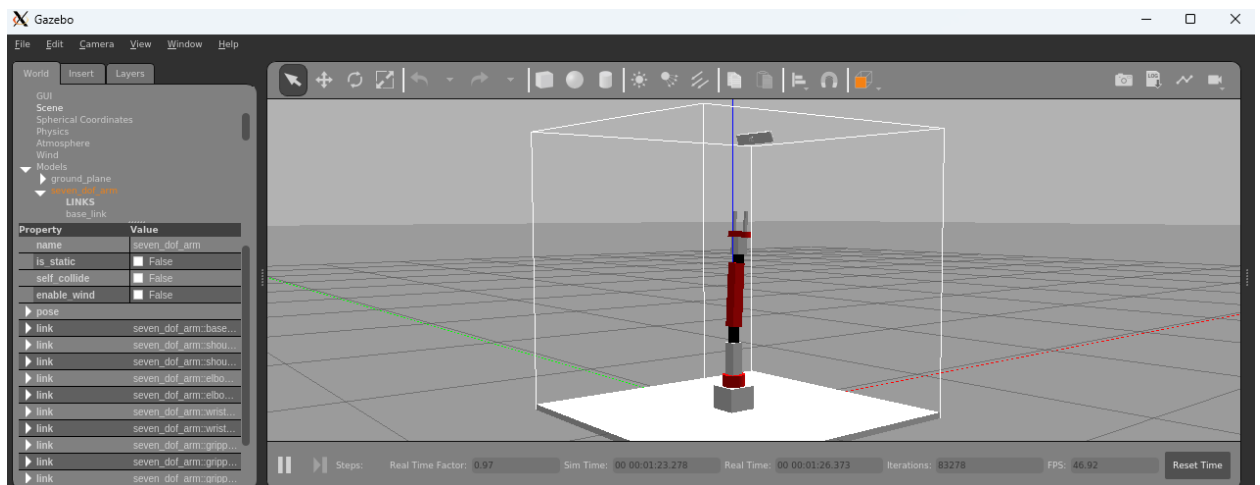 Gazebo
File Edit Camera View Window Help
World Insert Layers
GUI
Scene
Spherical Coordinates
Physics
Atmosphere
Wind
Models
ground_plane
seven_dof_arm
LINKS
base_link
Property Value
name seven_dof_arm
is_static False
self_collide False
enable_wind False
pose
link seven_dof_arm::base...
link seven_dof_arm::shou...
link seven_dof_arm::shou...
link seven_dof_arm::elbo...
link seven_dof_arm::elbo...
link seven_dof_arm::wrist...
link seven_dof_arm::wrist...
link seven_dof_arm::gripp...
link seven_dof_arm::gripp...
link seven_dof_arm::gripp...
LOG
Steps: Real Time Factor: 0.97 Sim Time: 00 00:01:23.278 Real Time: 00 00:01:26.373 Iterations: 83278 FPS: 46.92 Reset Time